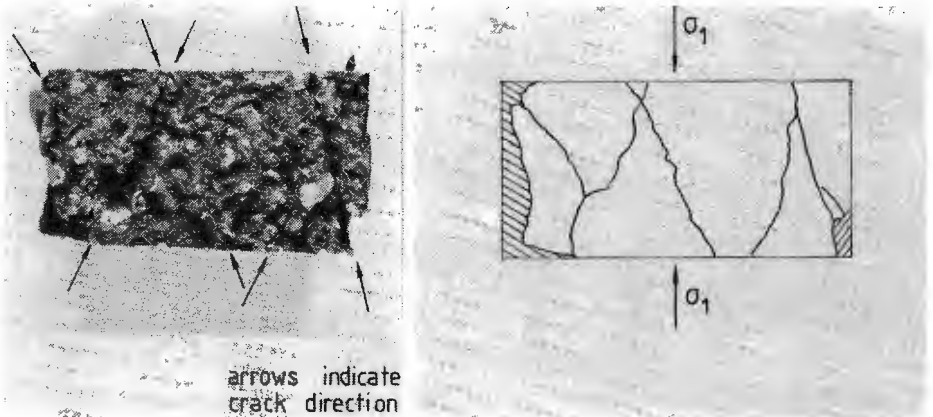 σ1
σ1
arrows indicate
crack direction